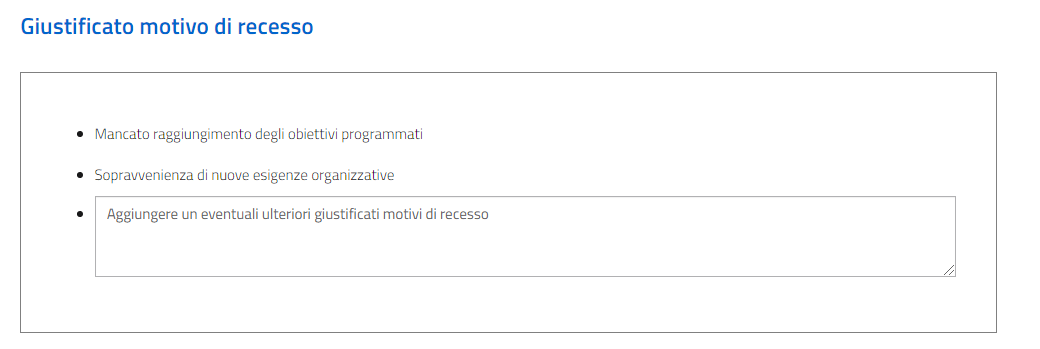 Giustificato motivo di recesso
Mancato raggiungimento degli obiettivi programmati
Sopravvenienza di nuove esigenze organizzative
Aggiungere un eventuali ulteriori giustificati motivi di recesso